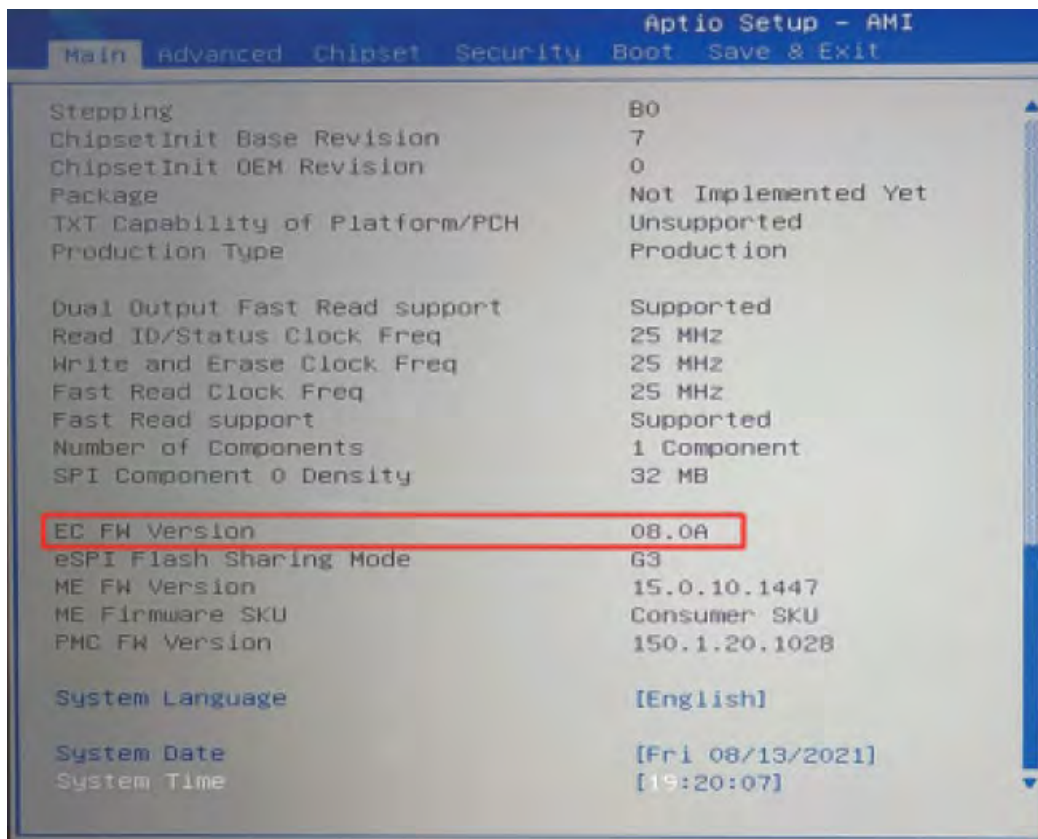 Aptio Setup - AMI
Main Advanced Chipset Security Boot Save & Exit
Stepping B0
ChipsetInit Base Revision 7
ChipsetInit OEM Revision 0
Package Not Implemented Yet
TXT Capability of Platform/PCH Unsupported
Production Type Production
Dual Output Fast Read support Supported
Read ID/Status Clock Freq 25 MHz
Write and Erase Clock Freq 25 MHz
Fast Read Clock Freq 25 MHz
Fast Read support Supported
Number of Components 1 Component
SPI Component 0 Density 32 MB
EC FW Version 08.0A
eSPI Flash Sharing Mode G3
ME FW Version 15.0.10.1447
ME Firmware SKU Consumer SKU
PMC FW Version 150.1.20.1028
System Language [English]
System Date [Fri 08/13/2021]
System Time [19:20:07]